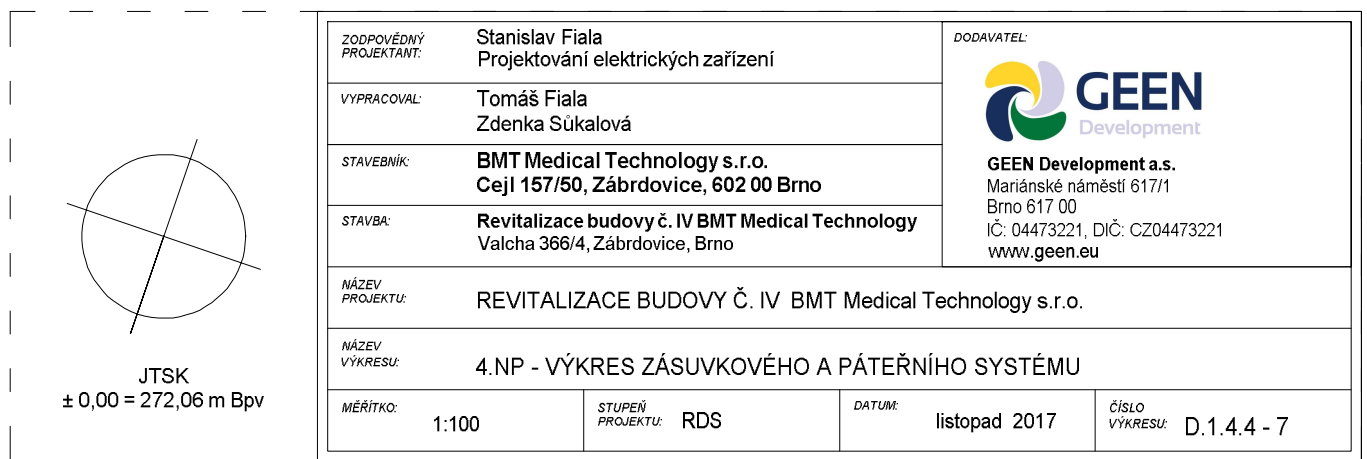 JTSK
± 0,00 = 272,06 m Bpv
ZODPOVĚDNÝ
PROJEKTANT:
Stanislav Fiala
Projektování elektrických zařízení
VYPRACOVAL:
Tomáš Fiala
Zdenka Sůkalová
STAVEBNÍK:
BMT Medical Technology s.r.o.
Cejl 157/50, Zábrdovice, 602 00 Brno
STAVBA:
Revitalizace budovy č. IV BMT Medical Technology
Valcha 366/4, Zábrdovice, Brno
DODAVATEL:
GEEN
Development
GEEN Development a.s.
Mariánské náměstí 617/1
Brno 617 00
IČ: 04473221, DIČ: CZ04473221
www.geen.eu
NÁZEV
PROJEKTU:
REVITALIZACE BUDOVY Č. IV BMT Medical Technology s.r.o.
NÁZEV
VÝKRESU:
4.NP - VÝKRES ZÁSUVKOVÉHO A PÁTEŘNÍHO SYSTÉMU
MĚŘÍTKO:
1:100
STUPEŇ
PROJEKTU:
RDS
DATUM:
listopad 2017
ČÍSLO
VÝKRESU:
D.1.4.4 - 7